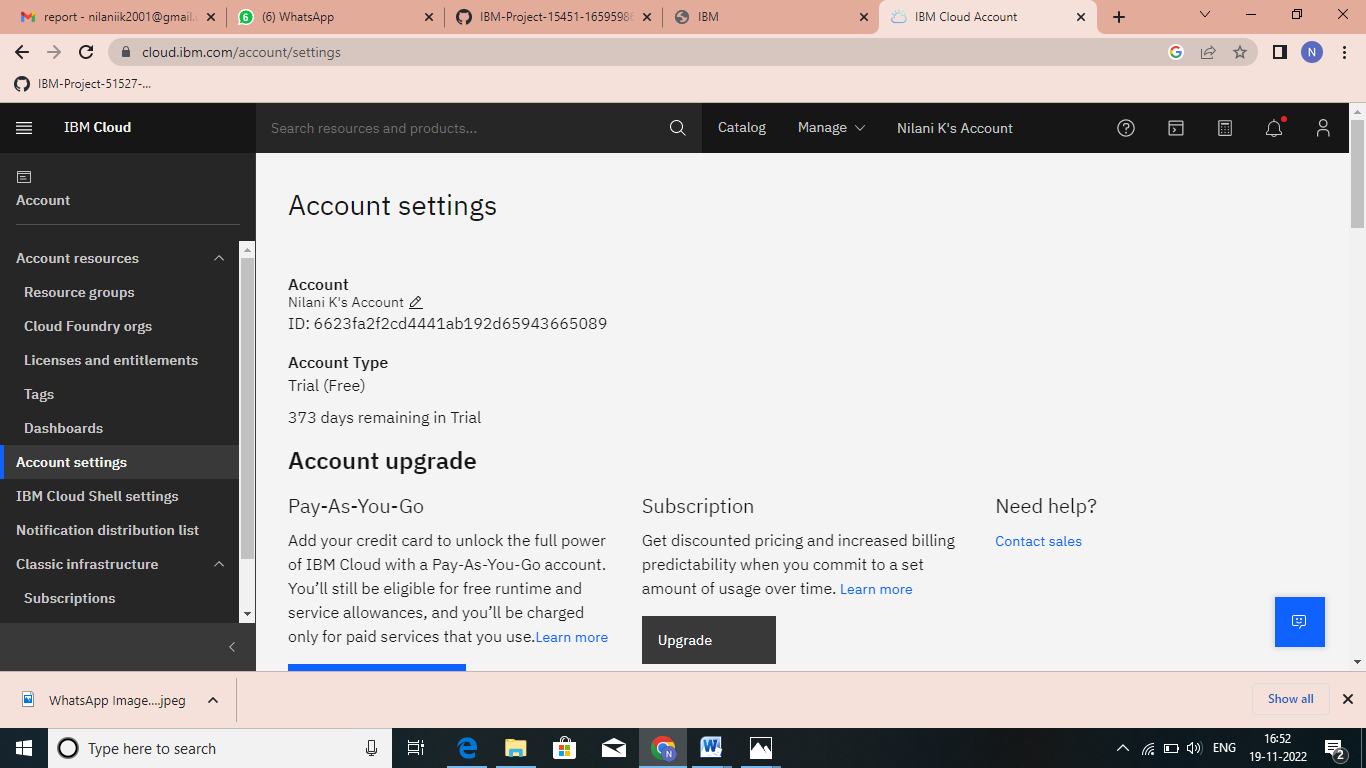 report - nilaniik2001@gmail.
(6) WhatsApp
IBM-Project-15451-16595986
IBM
IBM Cloud Account
cloud.ibm.com/account/settings
N
IBM-Project-51527-...
IBM Cloud
Search resources and products...
Catalog
Manage
Nilani K's Account
Account
Account resources
Resource groups
Cloud Foundry orgs
Licenses and entitlements
Tags
Dashboards
Account settings
IBM Cloud Shell settings
Notification distribution list
Classic infrastructure
Subscriptions
Account settings
Account
Nilani K's Account
ID: 6623fa2f2cd4441ab192d65943665089
Account Type
Trial (Free)
373 days remaining in Trial
Account upgrade
Pay-As-You-Go
Add your credit card to unlock the full power
of IBM Cloud with a Pay-As-You-Go account.
You’ll still be eligible for free runtime and
service allowances, and you’ll be charged
only for paid services that you use.Learn more
Subscription
Get discounted pricing and increased billing
predictability when you commit to a set
amount of usage over time. Learn more
Upgrade
Need help?
Contact sales
WhatsApp Image....jpeg
Show all
Type here to search
ENG
16:52
19-11-2022
2